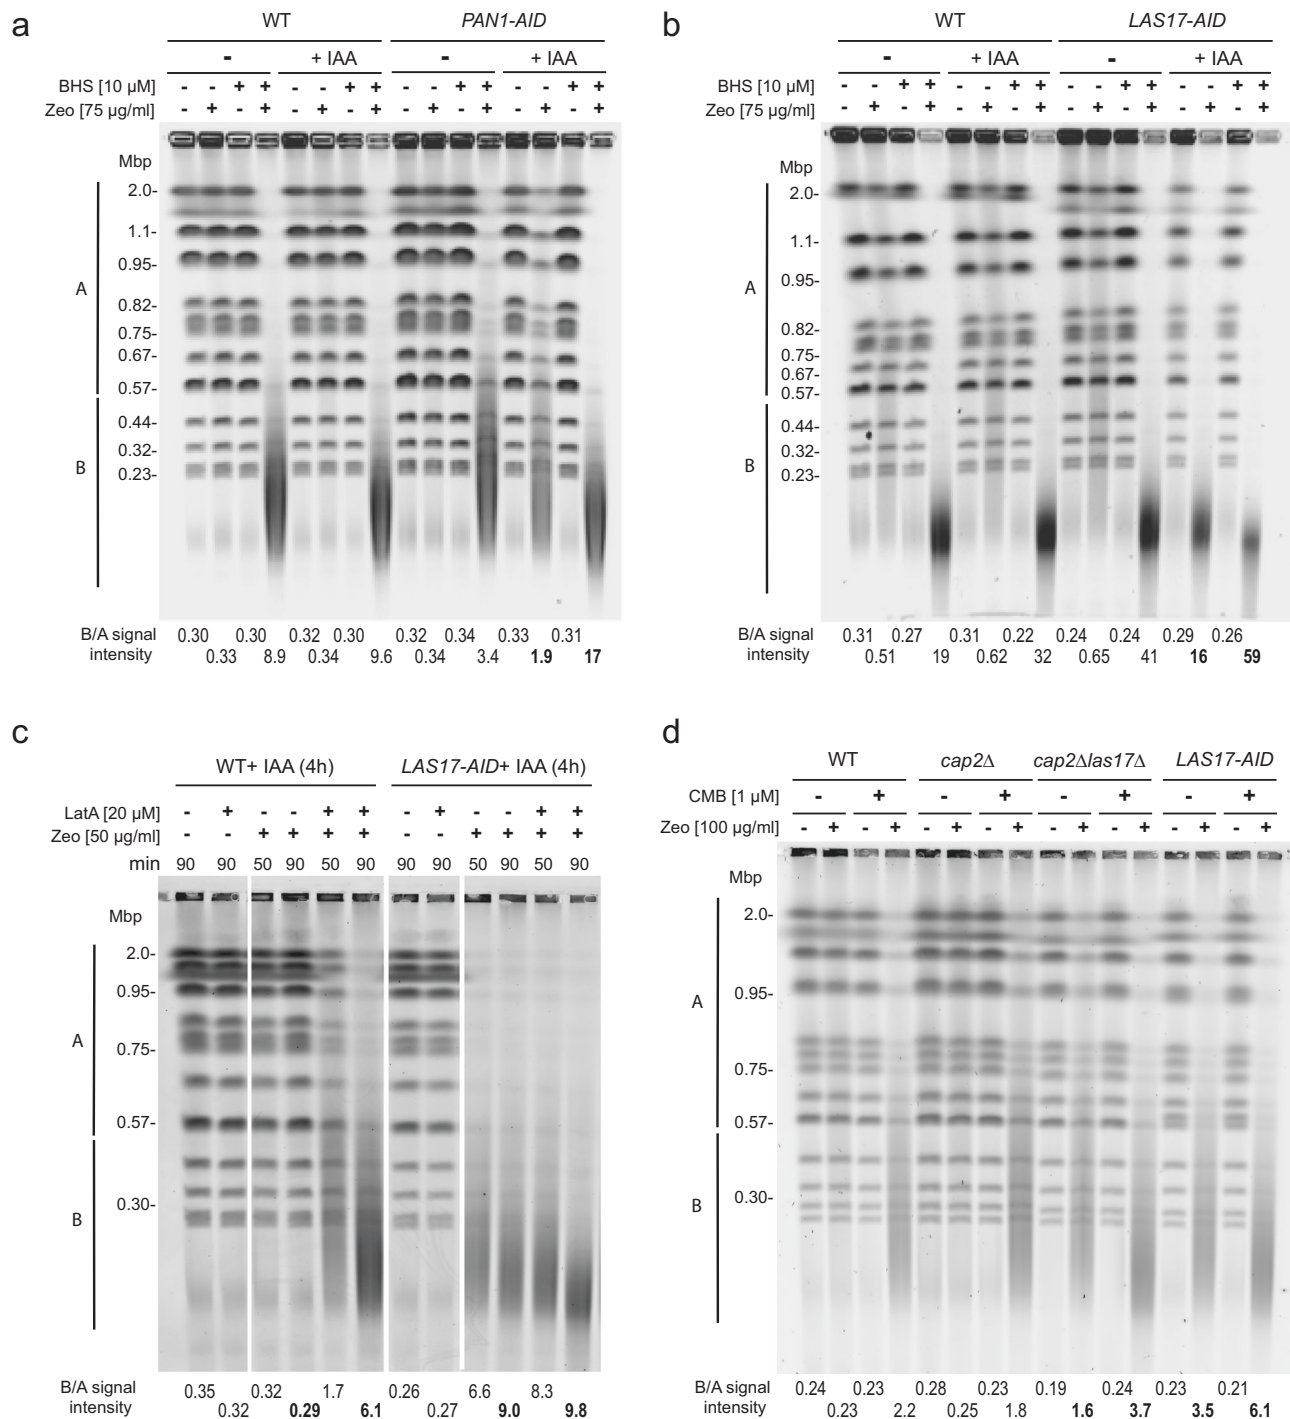 a
WT PAN1-AID
- + IAA - + IAA
BHS [10 µM] - - + + - - + + - - + + - - + +
Zeo [75 µg/ml] - + - + - + - + - + - + - + - +
Mbp
2.0-
1.1-
0.95-
A
0.82-
0.75-
0.67-
0.57-
0.44-
0.32-
B
0.23-
B/A signal 0.30 0.30 0.32 0.30 0.32 0.34 0.33 0.31
intensity 0.33 8.9 0.34 9.6 0.34 3.4 1.9 17
b
WT LAS17-AID
- + IAA - + IAA
BHS [10 µM] - - + + - - + + - - + + - - + +
Zeo [75 µg/ml] - + - + - + - + - + - + - + - +
Mbp
2.0-
1.1-
0.95-
A
0.82-
0.75-
0.67-
0.57-
0.44-
B
0.32-
0.23-
B/A signal 0.31 0.27 0.31 0.22 0.24 0.24 0.29 0.26
intensity 0.51 19 0.62 32 0.65 41 16 59
c
WT+ IAA (4h) LAS17-AID+ IAA (4h)
LatA [20 µM] - + - - + + - + - - + +
Zeo [50 µg/ml] - - + + + + - - + + + +
min 90 90 50 90 50 90 90 90 50 90 50 90
Mbp
2.0-
0.95-
A
0.75-
0.57-
0.30-
B
B/A signal 0.35 0.32 1.7 0.26 6.6 8.3
intensity 0.32 0.29 6.1 0.27 9.0 9.8
d
WT cap2Δ cap2Δlas17Δ LAS17-AID
CMB [1 µM] - + - + - + - +
Zeo [100 µg/ml] - + - + - + - + - + - + - + - +
Mbp
2.0-
0.95-
A
0.75-
0.57-
0.30-
B
B/A signal 0.24 0.23 0.28 0.23 0.19 0.24 0.23 0.21
intensity 0.23 2.2 0.25 1.8 1.6 3.7 3.5 6.1